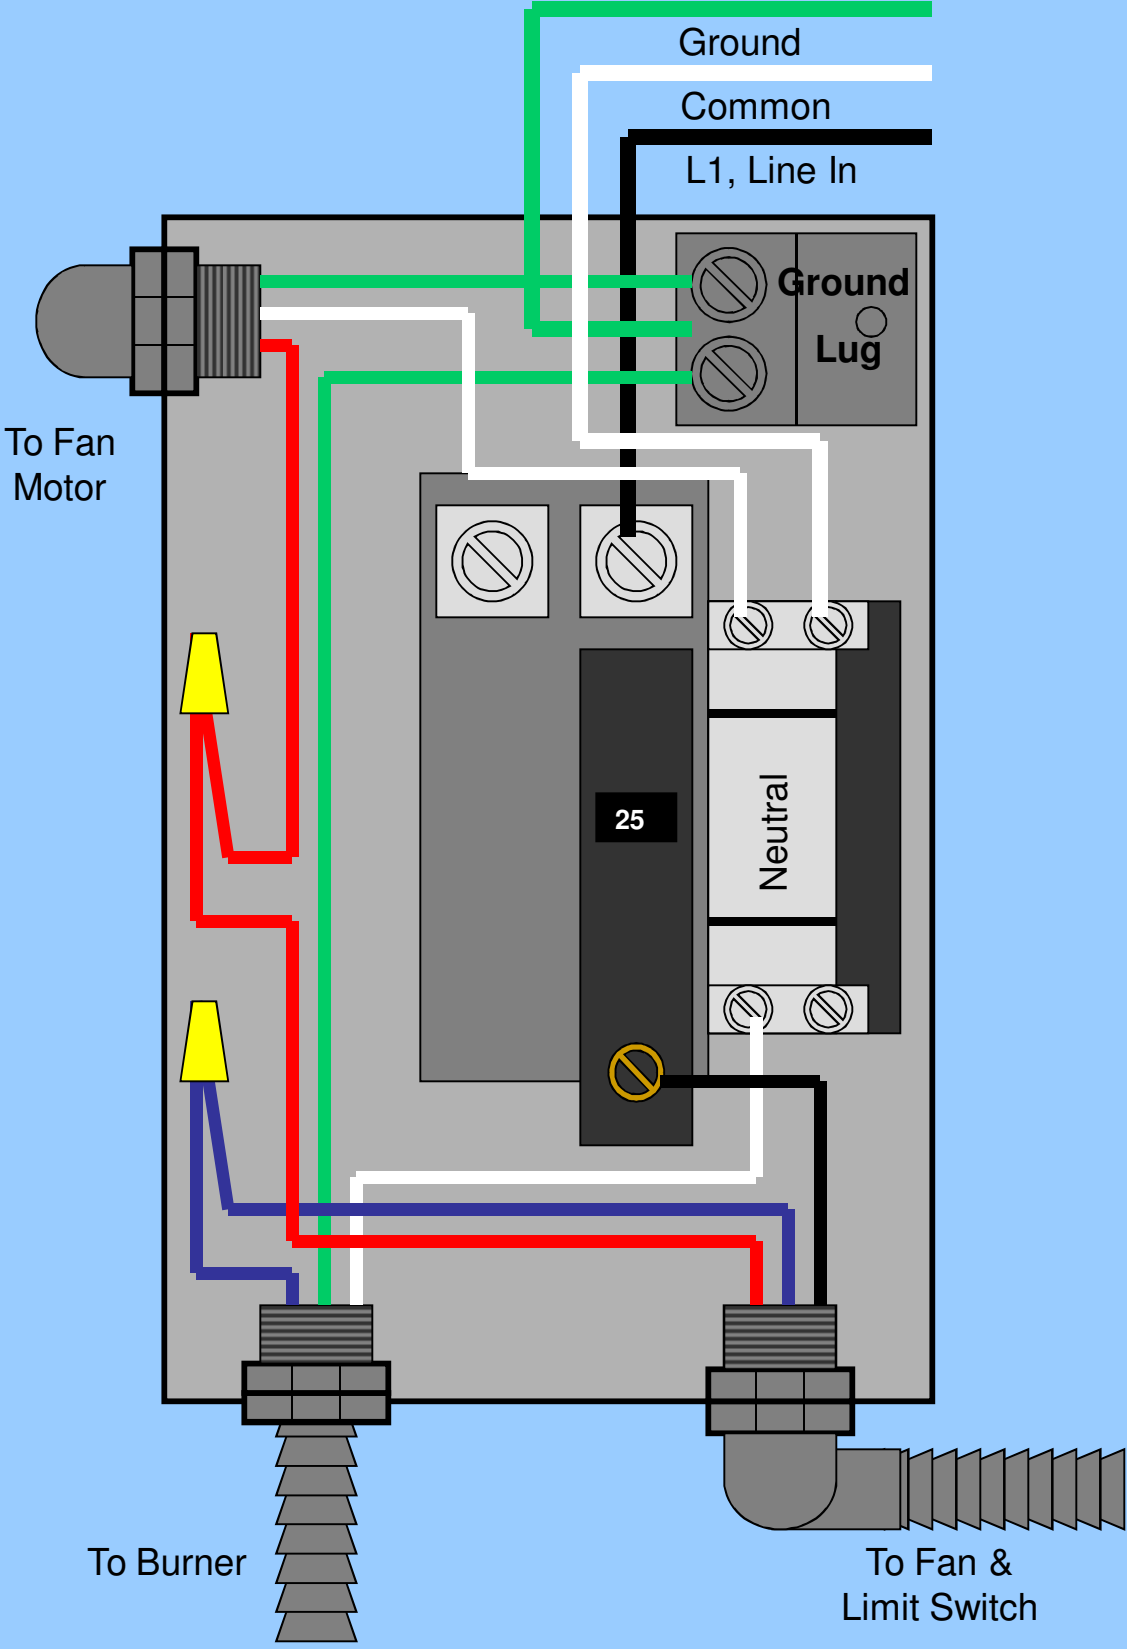 Ground
Common
L1, Line In
Ground
Lug
To Fan
Motor
25
Neutral
To Burner
To Fan &
Limit Switch